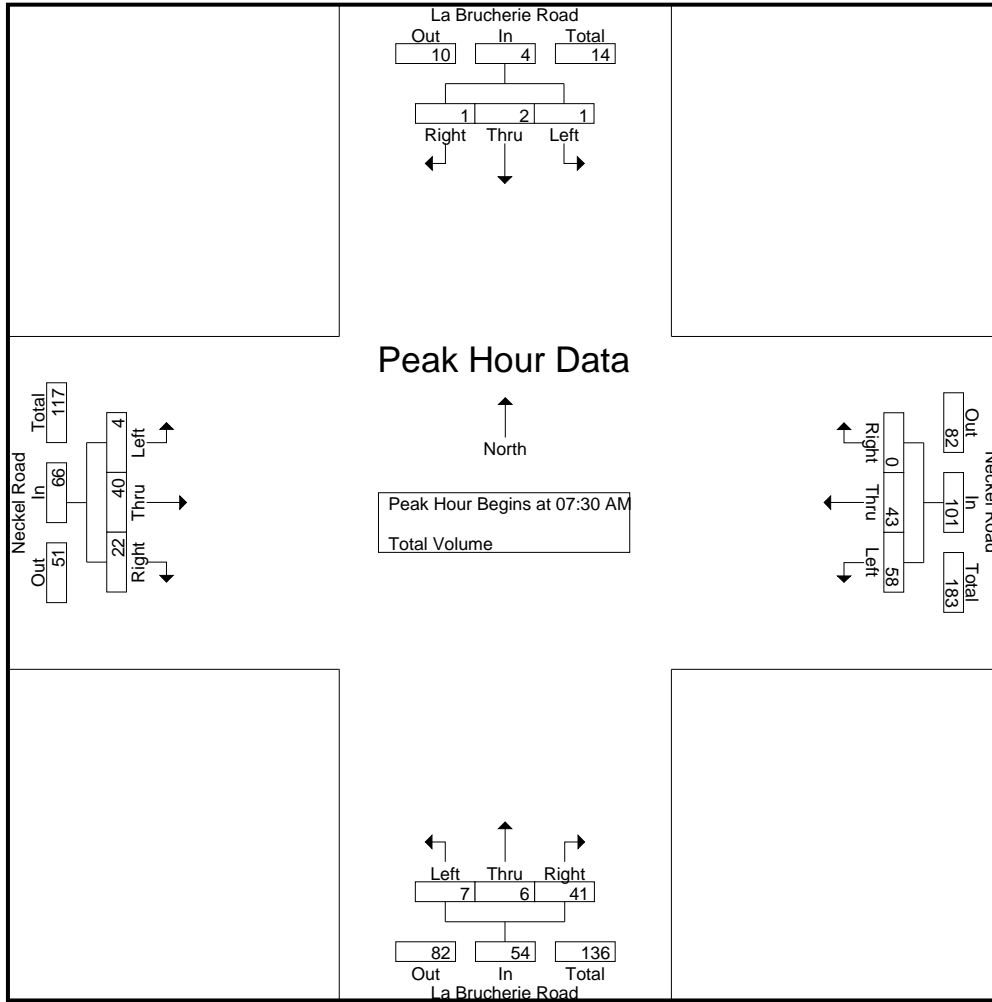 La Brucherie Road
Out In Total
10 4 14
1 2 1
Right Thru Left
Peak Hour Data
North
Peak Hour Begins at 07:30 AM
Total Volume
Neckel Road
Out In Total
51 66 117
Right Thru Left
22 40 4
Neckel Road
Out In Total
82 101 183
Right Thru Left
0 43 58
Left Thru Right
7 6 41
82 54 136
Out In Total
La Brucherie Road